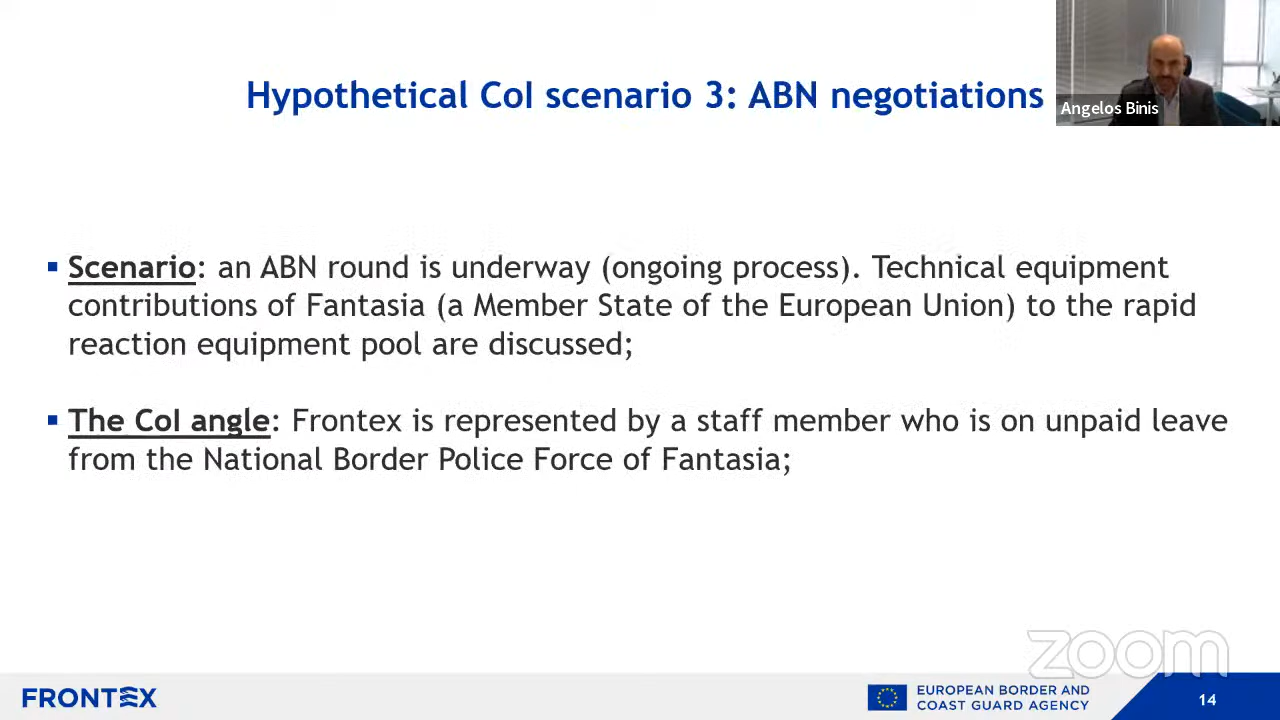 Hypothetical CoI scenario 3: ABN negotiations
Angelos Binis
Scenario: an ABN round is underway (ongoing process). Technical equipment
contributions of Fantasia (a Member State of the European Union) to the rapid
reaction equipment pool are discussed;
The CoI angle: Frontex is represented by a staff member who is on unpaid leave
from the National Border Police Force of Fantasia;
zoom
FRONTEX
EUROPEAN BORDER AND
COAST GUARD AGENCY
14